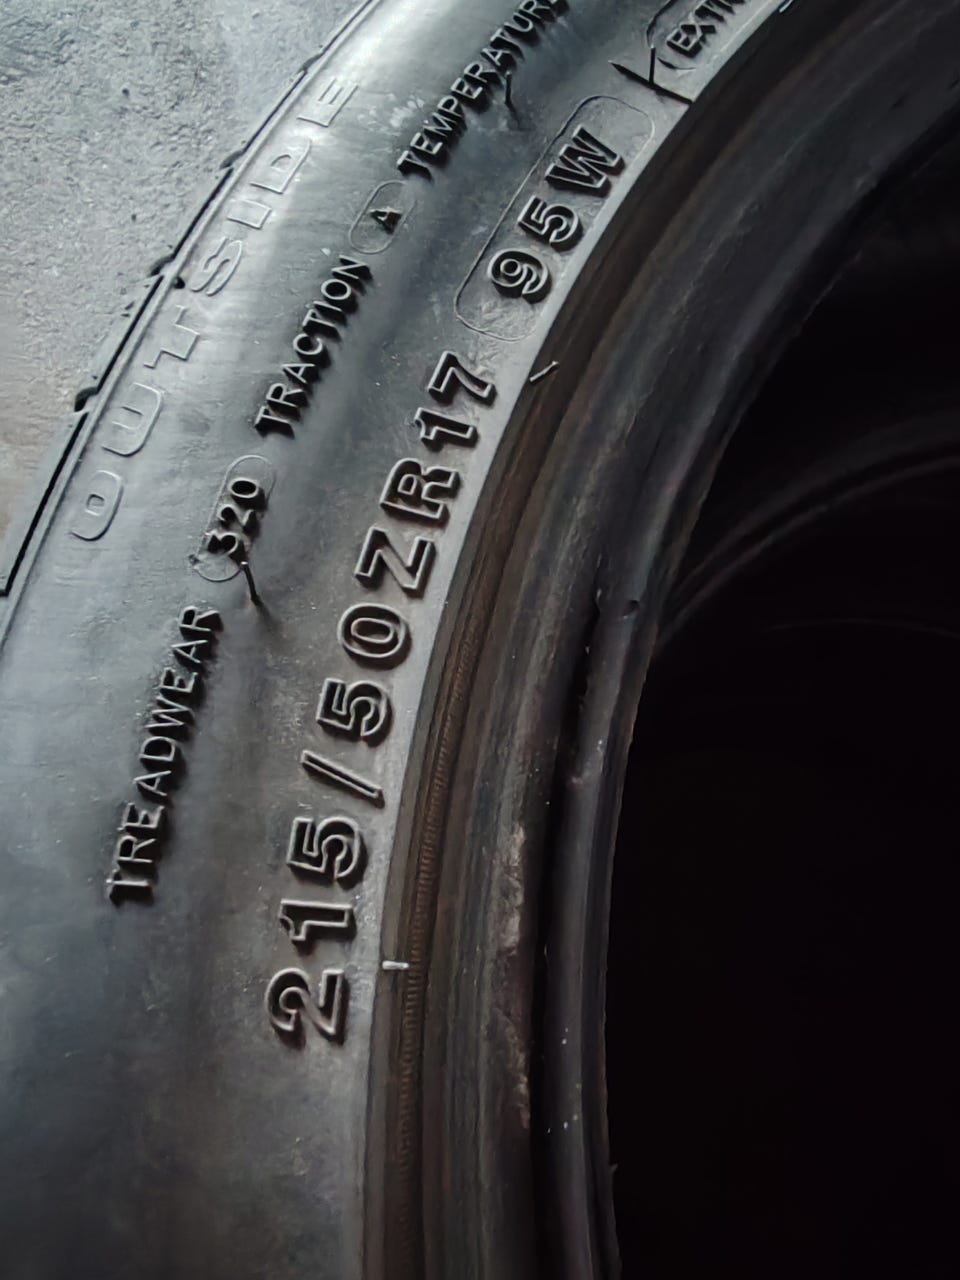 OUTSIDE
TREADWEAR 320 TRACTION A TEMPERATURE
215/50ZR17 95W